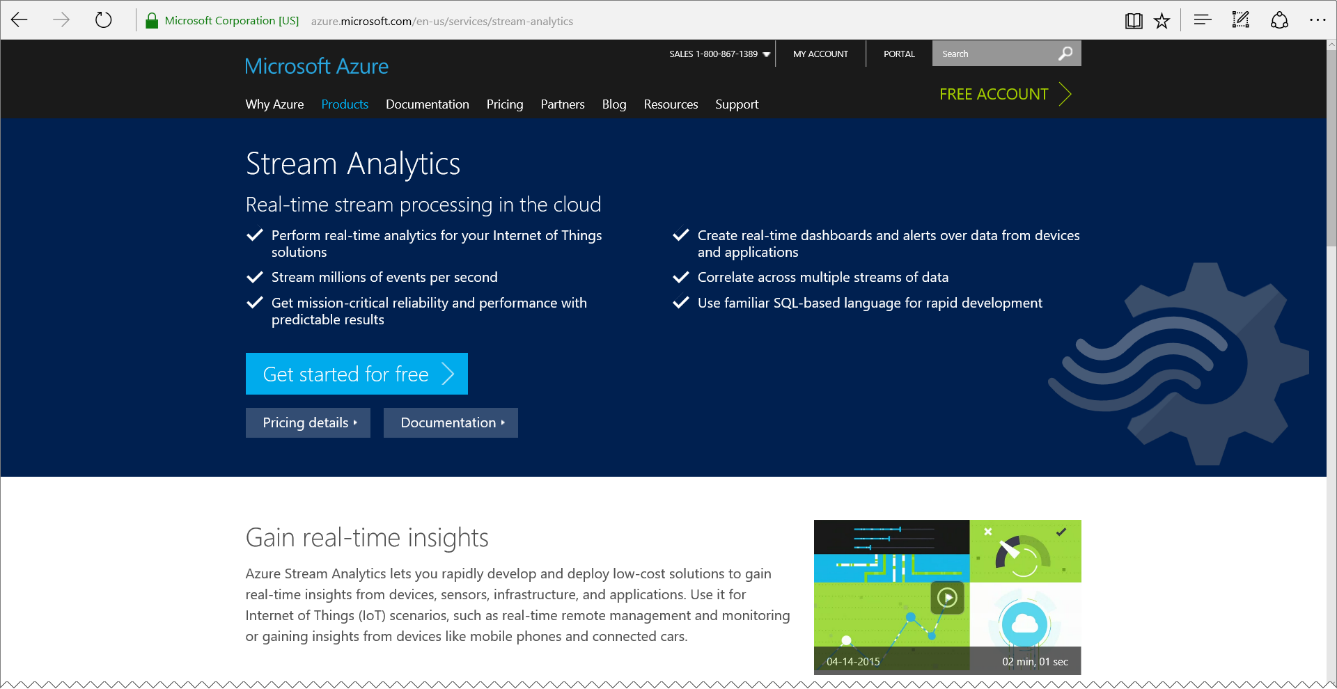 Microsoft Corporation [US]
azure.microsoft.com/en-us/services/stream-analytics
SALES 1-800-867-1389
MY ACCOUNT
PORTAL
Search
Microsoft Azure
FREE ACCOUNT
Why Azure
Products
Documentation
Pricing
Partners
Blog
Resources
Support
Stream Analytics
Real-time stream processing in the cloud
Perform real-time analytics for your Internet of Things
solutions
Stream millions of events per second
Get mission-critical reliability and performance with
predictable results
Create real-time dashboards and alerts over data from devices
and applications
Correlate across multiple streams of data
Use familiar SQL-based language for rapid development
Get started for free
Pricing details
Documentation
Gain real-time insights
Azure Stream Analytics lets you rapidly develop and deploy low-cost solutions to gain
real-time insights from devices, sensors, infrastructure, and applications. Use it for
Internet of Things (IoT) scenarios, such as real-time remote management and monitoring
or gaining insights from devices like mobile phones and connected cars.
04-14-2015
02 min, 01 sec